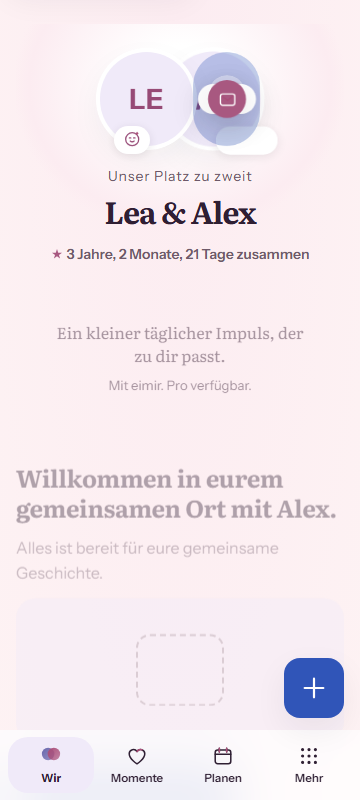 LE
Unser Platz zu zweit
Lea & Alex
★ 3 Jahre, 2 Monate, 21 Tage zusammen
Ein kleiner täglicher Impuls, der
zu dir passt.
Mit eimir. Pro verfügbar.
Willkommen in eurem
gemeinsamen Ort mit Alex.
Alles ist bereit für eure gemeinsame
Geschichte.
Wir
Momente
Planen
Mehr